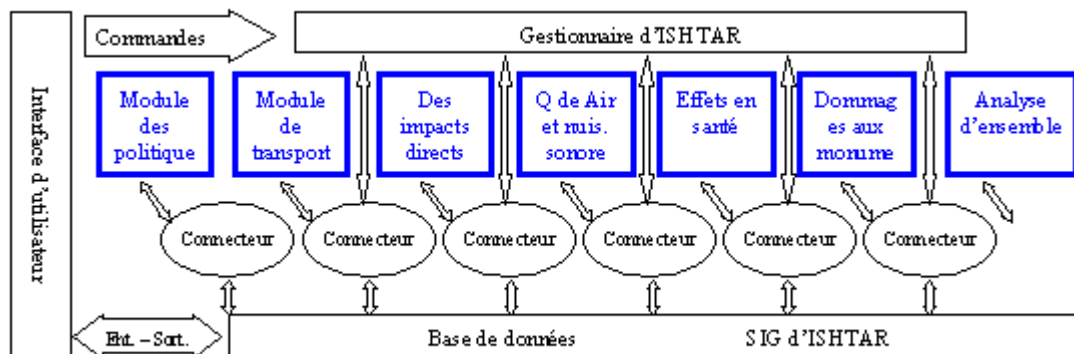 Interface d'utilisateur
Commandes
Gestionnaire d'ISHTAR
Module
des
politique
Module
de
transport
Des
impacts
directs
Q de Air
et nuis.
sonore
Effets en
santé
Dommag
es aux
monume
Analyse
d'ensemble
Connecteur
Connecteur
Connecteur
Connecteur
Connecteur
Connecteur
Ent. – Sort.
Base de données
SIG d'ISHTAR